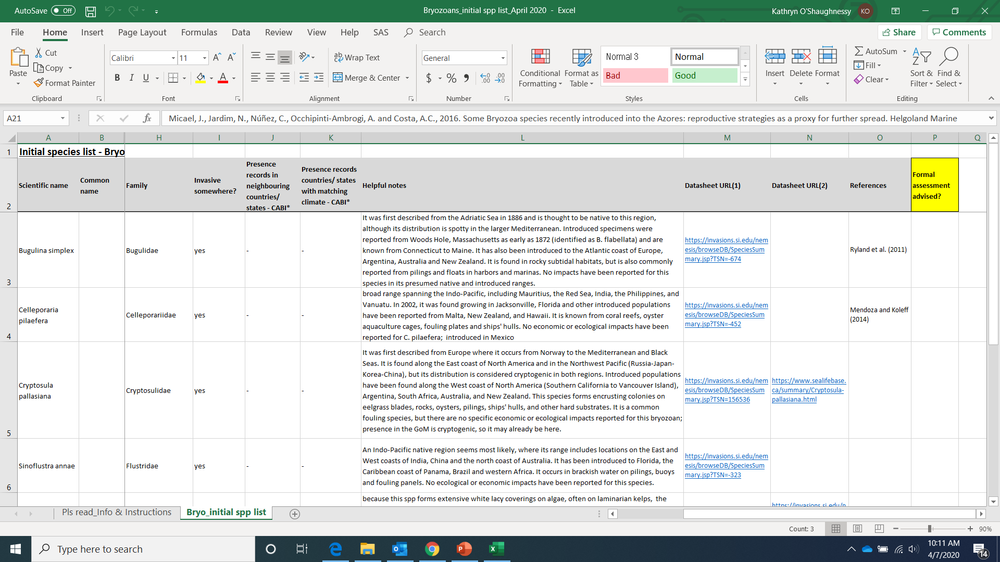 AutoSave Off
Bryozoans_initial spp list_April 2020 - Excel
Kathryn O'Shaughnessy KO
File Home Insert Page Layout Formulas Data Review View Help SAS Search
Share Comments
Paste
Cut
Copy
Format Painter
Clipboard
Calibri 11
B I U
Font
Wrap Text
Merge & Center
Alignment
General
Number
Conditional Formatting
Format as Table
Normal 3 Normal
Bad Good
Styles
Insert Delete Format
Cells
AutoSum
Fill
Clear
Sort & Filter
Find & Select
Editing
A21
fx
Micael, J., Jardim, N., Núñez, C., Occhipinti-Ambrogi, A. and Costa, A.C., 2016. Some Bryozoa species recently introduced into the Azores: reproductive strategies as a proxy for further spread. Helgoland Marine
A B H I J K L M N O P Q
1
Initial species list - Bryo
2
Scientific name
Common
name
Family
Invasive
somewhere?
Presence
records in
neighbouring
countries/
states - CABI*
Presence records
countries/ states
with matching
climate - CABI*
Helpful notes
Datasheet URL(1)
Datasheet URL(2)
References
Formal
assessment
advised?
3
Bugulina simplex
Bugulidae
yes
-
-
It was first described from the Adriatic Sea in 1886 and is thought to be native to this region,
although its distribution is spotty in the larger Mediterranean. Introduced specimens were
reported from Woods Hole, Massachusetts as early as 1872 (identified as B. flabellata) and are
known from Connecticut to Maine. It has also been introduced to the Atlantic coast of Europe,
Argentina, Australia and New Zealand. It is found in rocky subtidal habitats, but is also commonly
reported from pilings and floats in harbors and marinas. No impacts have been reported for this
species in its presumed native and introduced ranges.
https://invasions.si.edu/nem
esis/browseDB/SpeciesSum
mary.jsp?TSN=-674
Ryland et al. (2011)
4
Celleporaria
pilaefera
Celleporariidae
yes
-
-
broad range spanning the Indo-Pacific, including Mauritius, the Red Sea, India, the Philippines, and
Vanuatu. In 2002, it was found growing in Jacksonville, Florida and other introduced populations
have been reported from Malta, New Zealand, and Hawaii. It is known from coral reefs, oyster
aquaculture cages, fouling plates and ships' hulls. No economic or ecological impacts have been
reported for C. pilaefera;  introduced in Mexico
https://invasions.si.edu/nem
esis/browseDB/SpeciesSum
mary.jsp?TSN=-452
Mendoza and Koleff
(2014)
5
Cryptosula
pallasiana
Cryptosulidae
yes
-
-
It was first described from Europe where it occurs from Norway to the Mediterranean and Black
Seas. It is found along the East coast of North America and in the Northwest Pacific (Russia-Japan-
Korea-China), but its distribution is considered cryptogenic in both regions. Introduced populations
have been found along the West coast of North America (Southern California to Vancouver Island),
Argentina, South Africa, Australia, and New Zealand. This species forms encrusting colonies on
eelgrass blades, rocks, oysters, pilings, ships' hulls, and other hard substrates. It is a common
fouling species, but there are no specific economic or ecological impacts reported for this bryozoan;
presence in the GoM is cryptogenic, so it may already be here.
https://invasions.si.edu/nem
esis/browseDB/SpeciesSum
mary.jsp?TSN=156536
https://www.sealifebase.
ca/summary/Cryptosula-
pallasiana.html
6
Sinoflustra annae
Flustridae
yes
-
-
An Indo-Pacific native region seems most likely, where its range includes locations on the East and
West coasts of India, China and the north coast of Australia. It has been introduced to Florida, the
Caribbean coast of Panama, Brazil and western Africa. It occurs in brackish water on pilings, buoys
and fouling panels. No ecological or economic impacts have been reported for this species.
https://invasions.si.edu/nem
esis/browseDB/SpeciesSum
mary.jsp?TSN=-323
because this spp forms extensive white lacy coverings on algae, often on laminarian kelps,  the
https://invasions.si.edu/n
Pls read_Info & Instructions
Bryo_initial spp list
Count: 3
90%
Type here to search
10:11 AM
4/7/2020
14